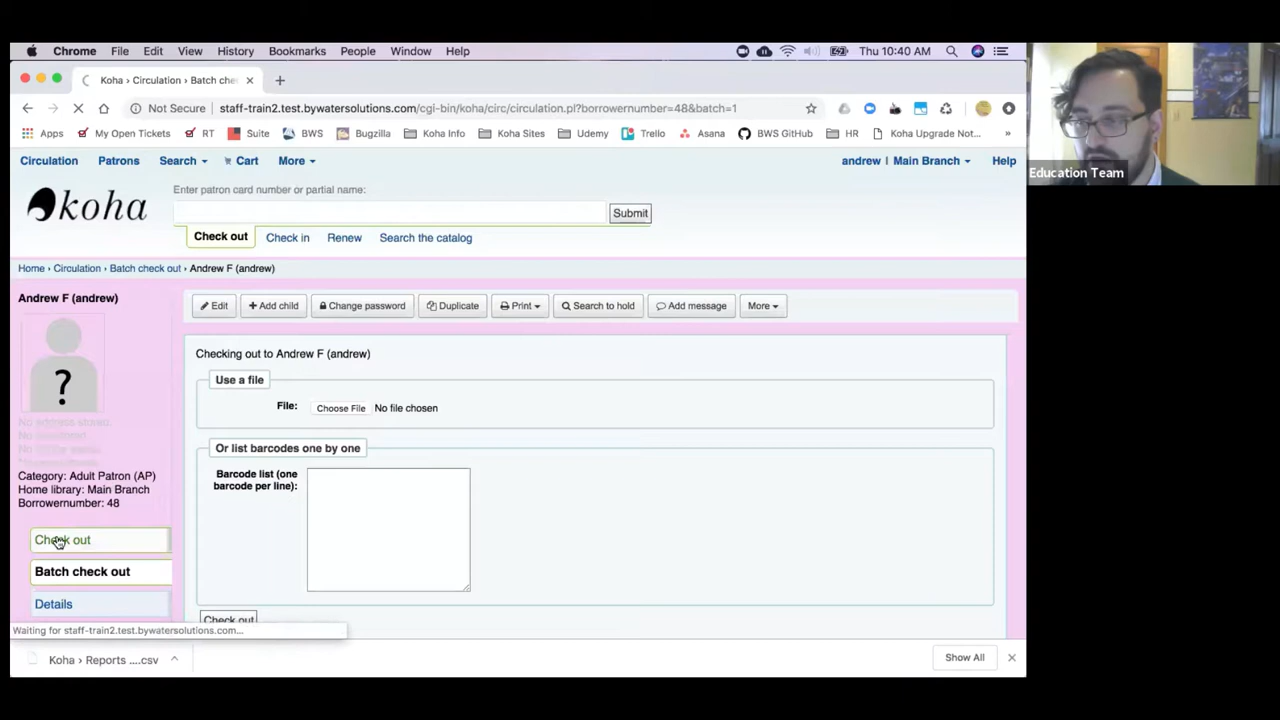 Chrome File Edit View History Bookmarks People Window Help Thu 10:40 AM
Koha › Circulation › Batch che
Not Secure staff-train2.test.bywatersolutions.com/cgi-bin/koha/circ/circulation.pl?borrowernumber=48&batch=1
Apps My Open Tickets RT Suite BWS Bugzilla Koha Info Koha Sites Udemy Trello Asana BWS GitHub HR Koha Upgrade Not... »
Circulation Patrons Search Cart More andrew | Main Branch Help
Education Team
Enter patron card number or partial name:
koha
Submit
Check out Check in Renew Search the catalog
Home › Circulation › Batch check out › Andrew F (andrew)
Andrew F (andrew)
Edit + Add child Change password Duplicate Print Search to hold Add message More
Checking out to Andrew F (andrew)
Use a file
?
File: Choose File No file chosen
No address stored.
Or list barcodes one by one
Barcode list (one
barcode per line):
Category: Adult Patron (AP)
Home library: Main Branch
Borrowernumber: 48
Check out
Batch check out
Details
Check out
Waiting for staff-train2.test.bywatersolutions.com...
Koha › Reports ....csv
Show All